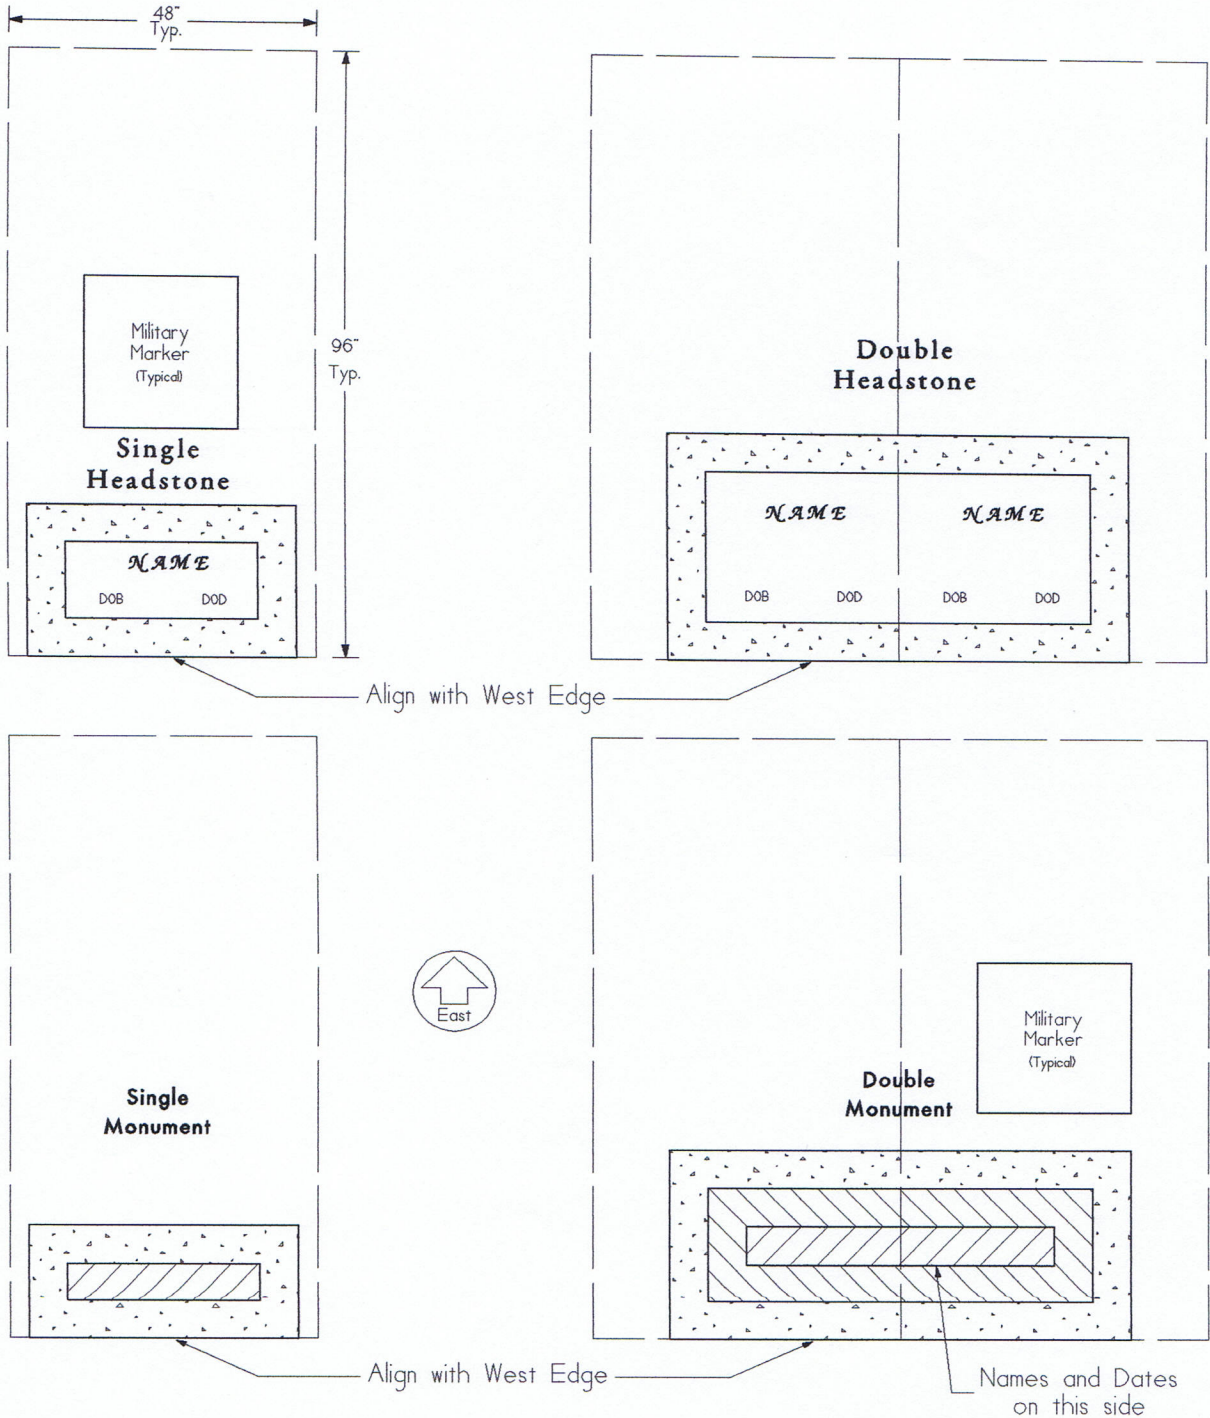 48"
Typ.
Military
Marker
(Typical)
96"
Typ.
Single
Headstone
NAME
DOB DOD
Double
Headstone
NAME NAME
DOB DOD DOB DOD
Align with West Edge
East
Single
Monument
Military
Marker
(Typical)
Double
Monument
Align with West Edge
Names and Dates
on this side